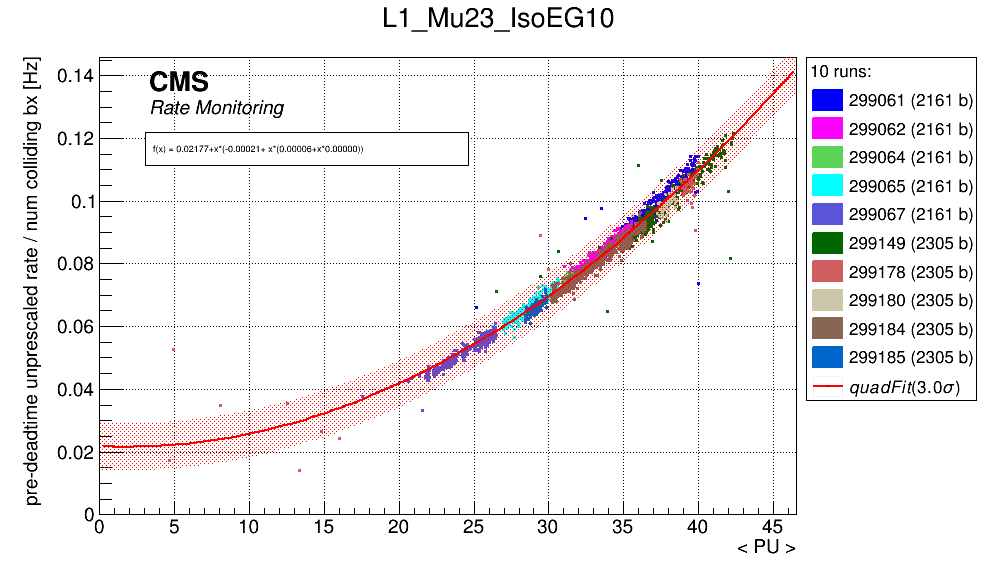 L1_Mu23_IsoEG10
pre-deadtime unprescaled rate / num colliding bx [Hz]
0.14
0.12
0.1
0.08
0.06
0.04
0.02
0
CMS
Rate Monitoring
f(x) = 0.02177+x*(-0.00021+ x*(0.00006+x*0.00000))
0 5 10 15 20 25 30 35 40 45
< PU >
10 runs:
299061 (2161 b)
299062 (2161 b)
299064 (2161 b)
299065 (2161 b)
299067 (2161 b)
299149 (2305 b)
299178 (2305 b)
299180 (2305 b)
299184 (2305 b)
299185 (2305 b)
quadFit(3.0σ)